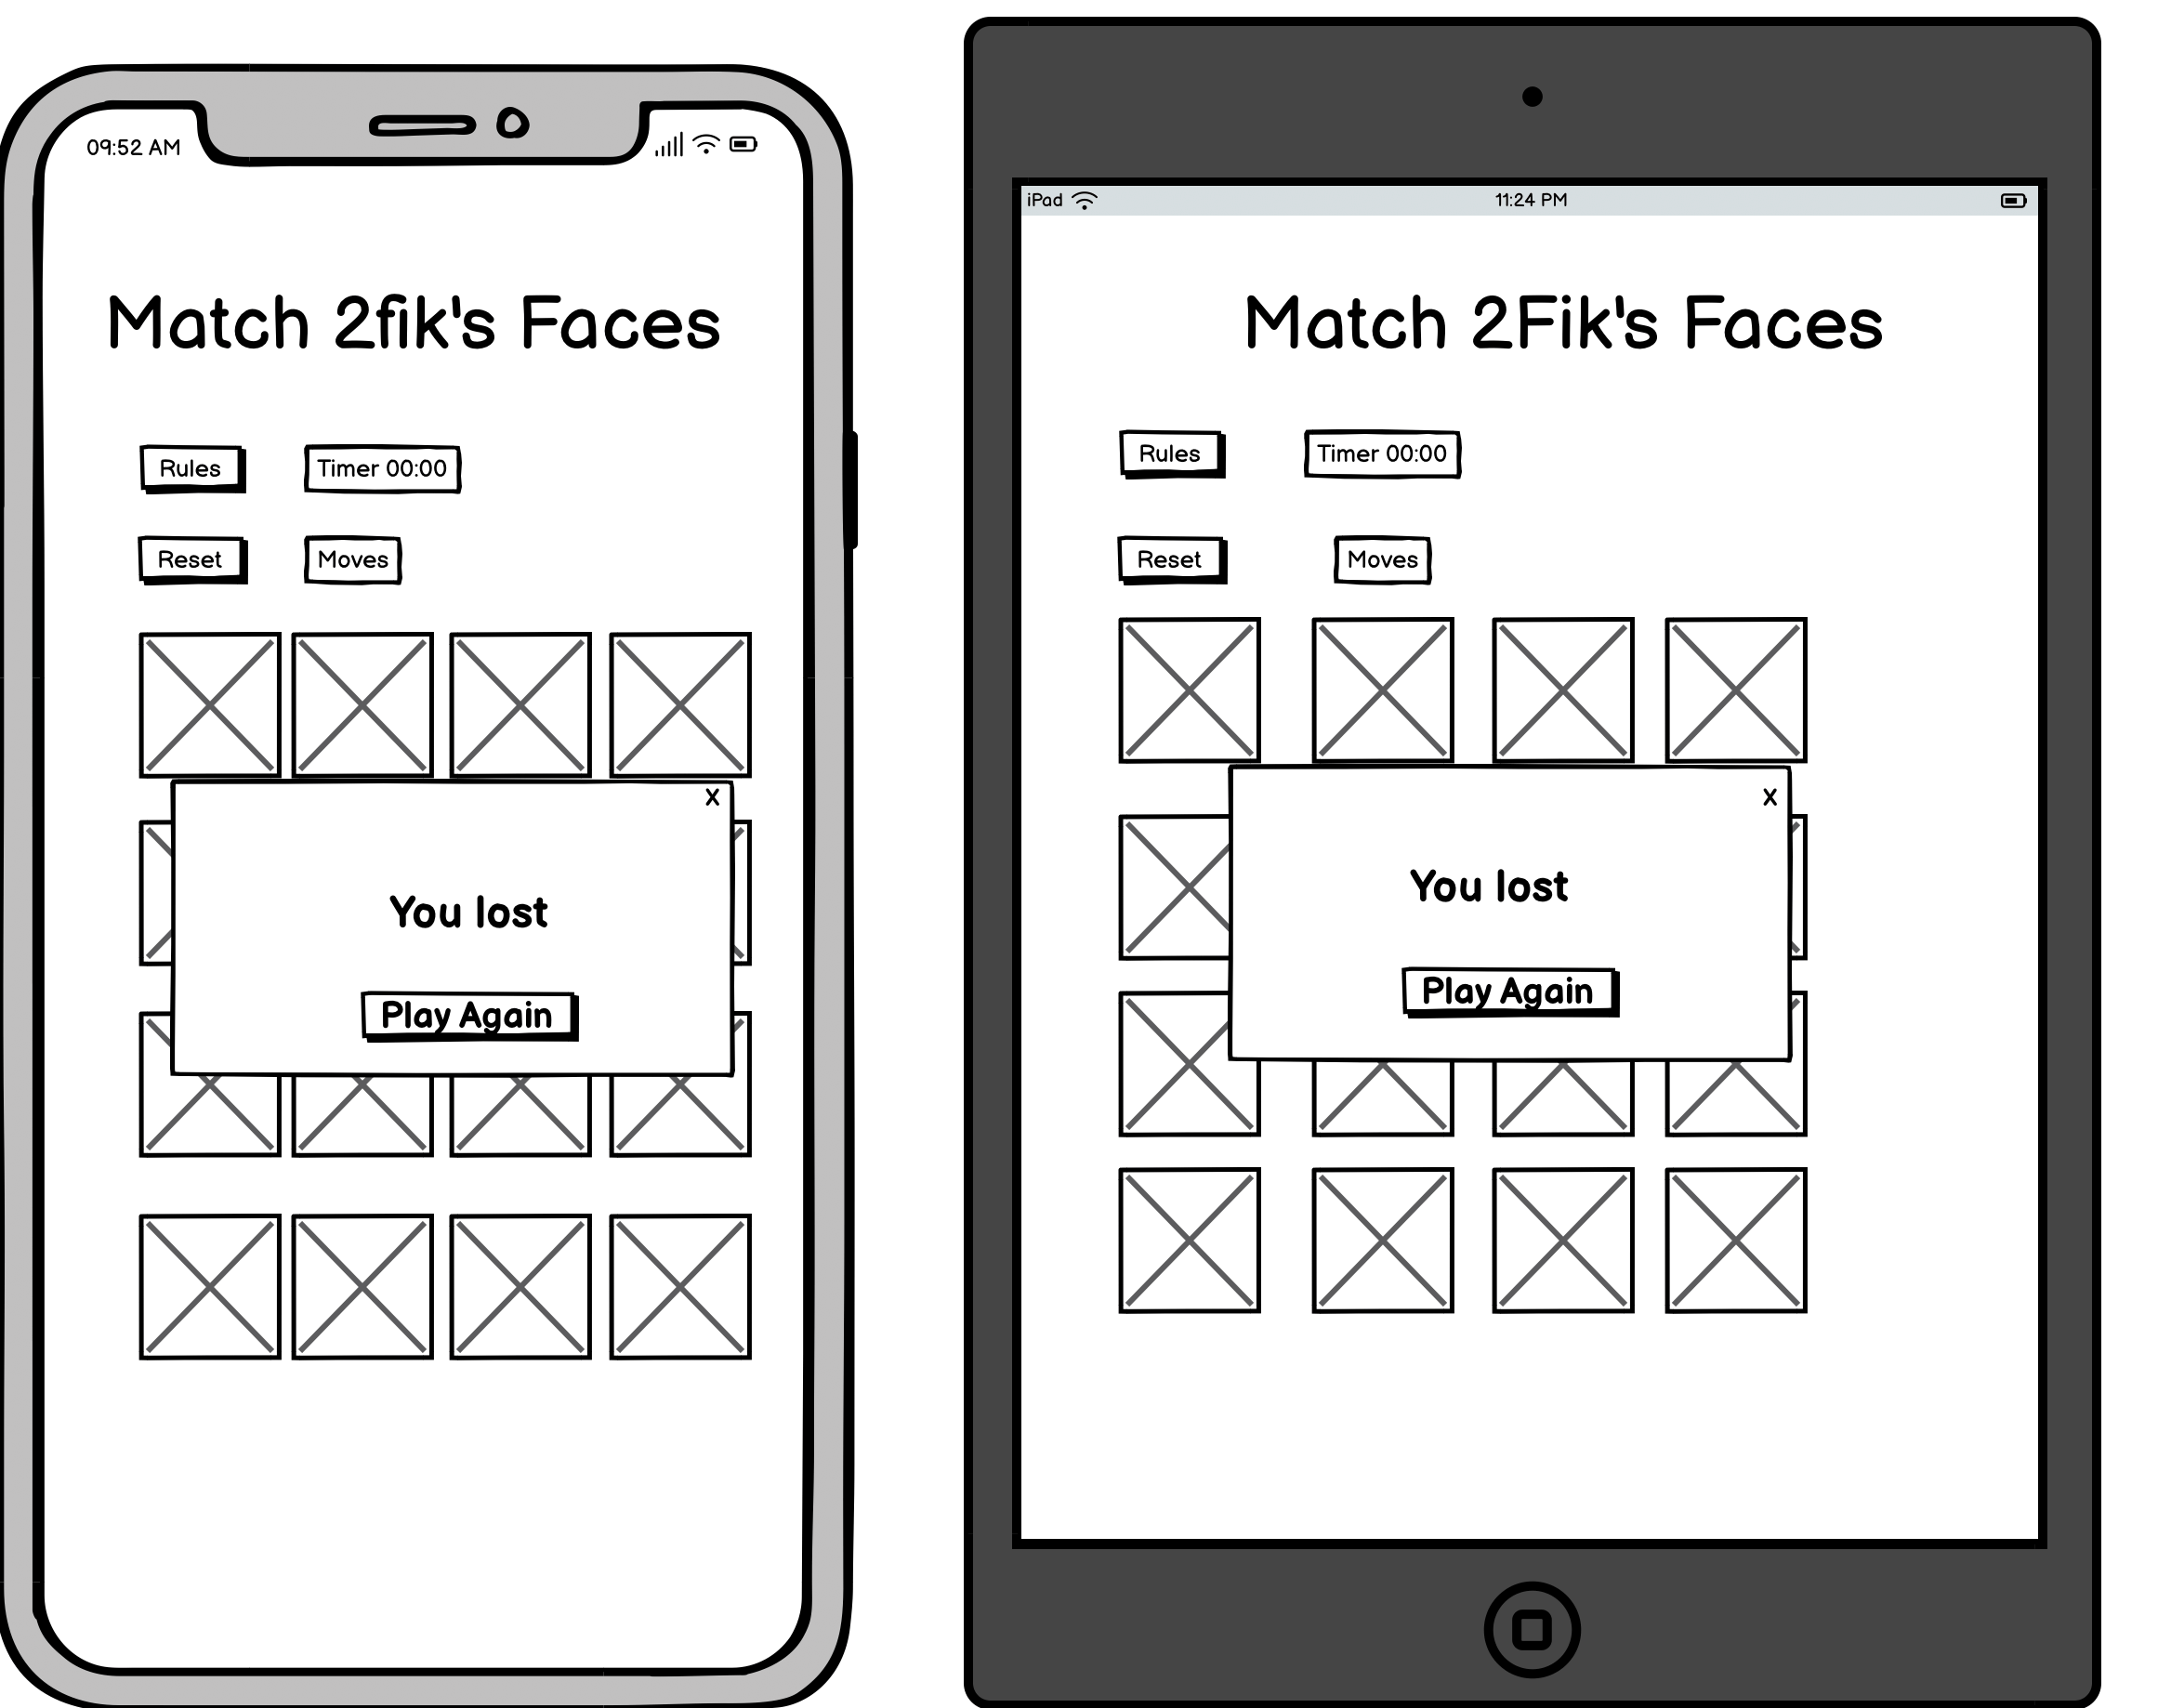 09:52 AM
Match 2fik's Faces
Rules
Timer 00:00
Reset
Moves
x
You lost
Play Again
iPad
11:24 PM
Match 2Fik's Faces
Rules
Timer 00:00
Reset
Moves
x
You lost
Play Again